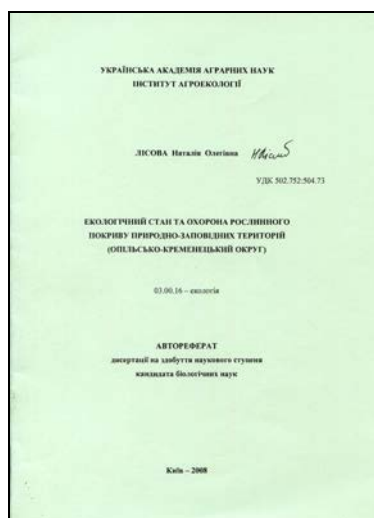 УКРАЇНСЬКА АКАДЕМІЯ АГРАРНИХ НАУК
ІНСТИТУТ АГРОЕКОЛОГІЇ
ЛІСОВА Наталія Олегівна
УДК 502.752:504.73
ЕКОЛОГІЧНИЙ СТАН ТА ОХОРОНА РОСЛИННОГО
ПОКРИВУ ПРИРОДНО-ЗАПОВІДНИХ ТЕРИТОРІЙ
(ОПІЛЬСЬКО-КРЕМЕНЕЦЬКИЙ ОКРУГ)
03.00.16 – екологія
АВТОРЕФЕРАТ
дисертації на здобуття наукового ступеня
кандидата біологічних наук
Київ – 2008